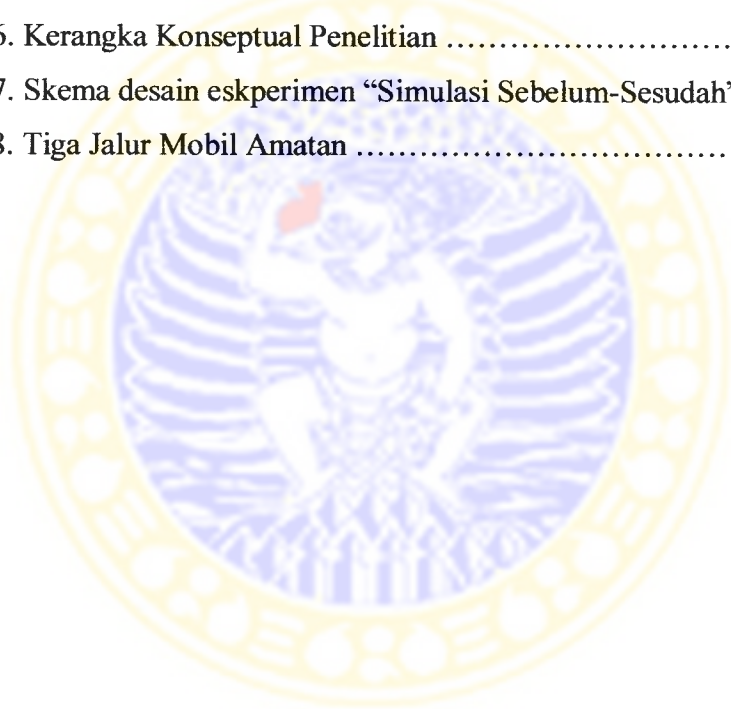 6. Kerangka Konseptual Penelitian ...........................
7. Skema desain eskperimen “Simulasi Sebelum-Sesudah”
8. Tiga Jalur Mobil Amatan ...................................